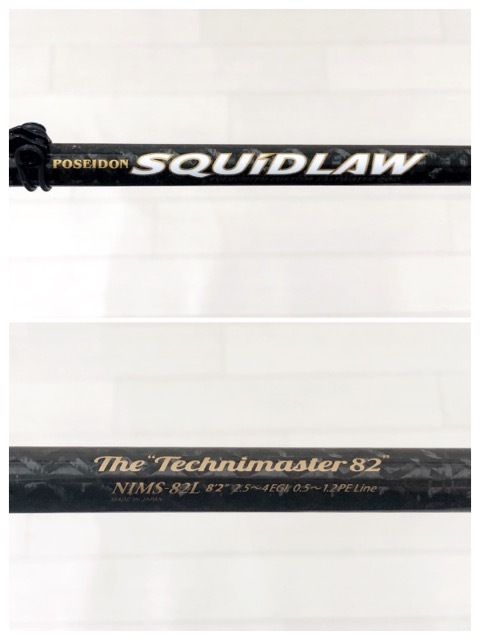 POSEIDON SQUiDLAW
The "Technimaster 82"
NIMS-82L 8'2" 2.5～4EGI, 0.5～1.2PE Line
MADE IN JAPAN